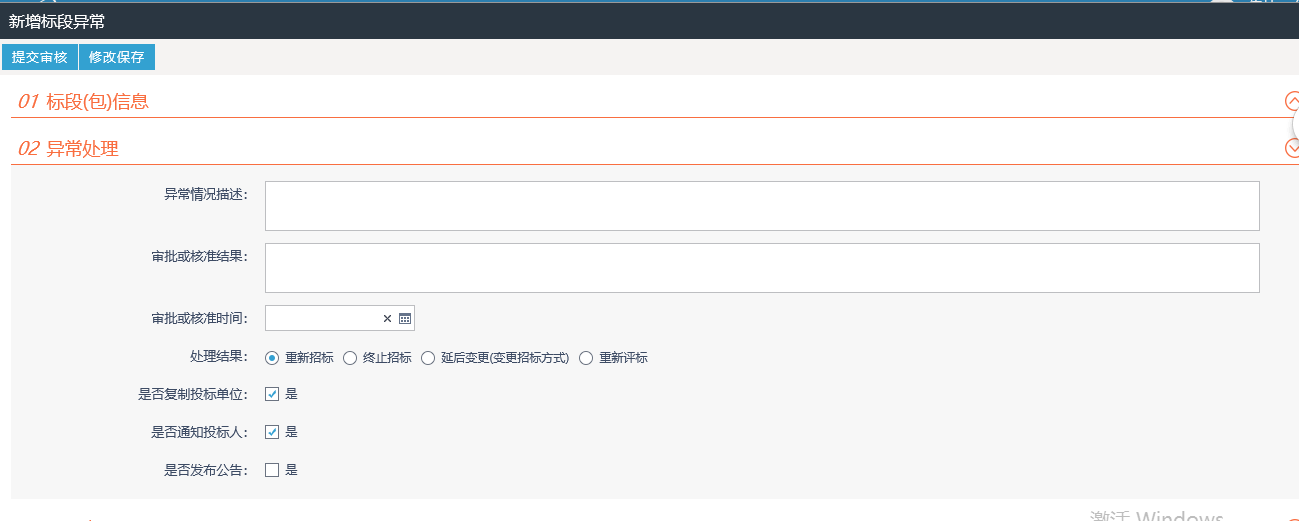 新增标段异常
提交审核 修改保存
01 标段(包)信息
02 异常处理
异常情况描述：
审批或核准结果：
审批或核准时间：
处理结果： 重新招标 终止招标 延后变更(变更招标方式) 重新评标
是否复制投标单位： 是
是否通知投标人： 是
是否发布公告： 是
激活 Windows